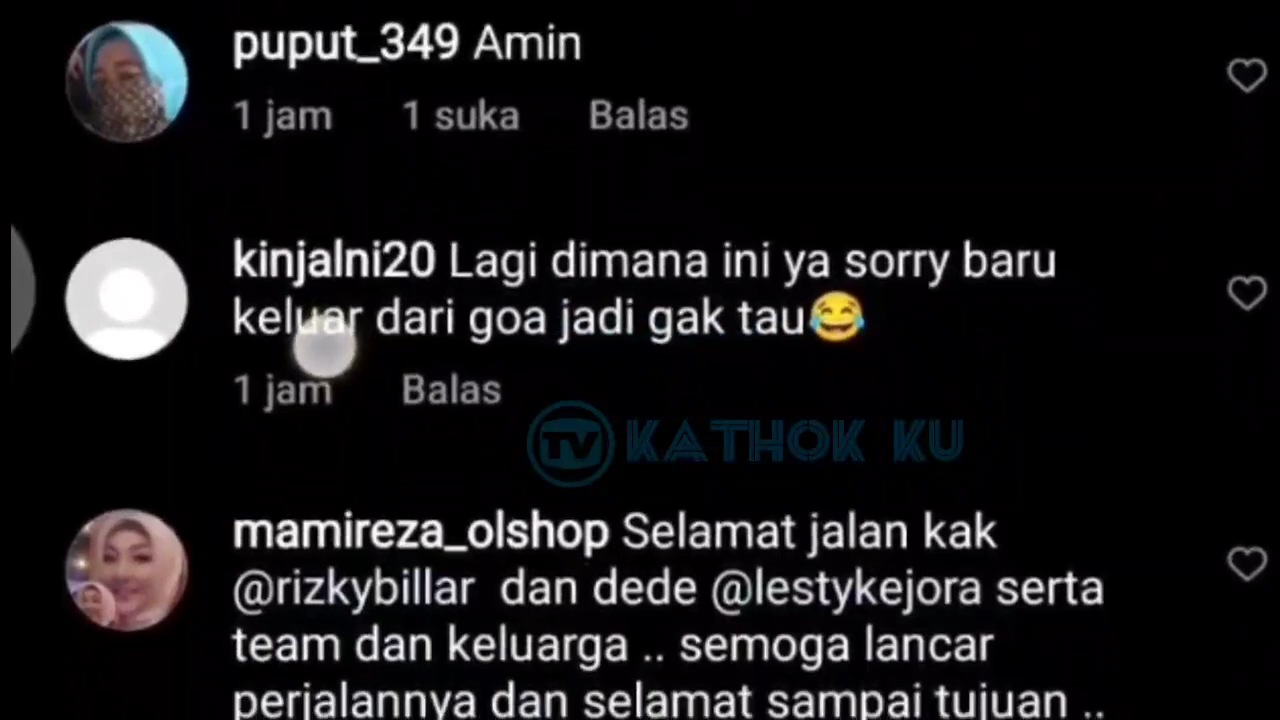 puput_349 Amin
1 jam 1 suka Balas
kinjalni20 Lagi dimana ini ya sorry baru
keluar dari goa jadi gak tau😂
1 jam Balas
TV KATHOK KU
mamireza_olshop Selamat jalan kak
@rizkybillar dan dede @lestykejora serta
team dan keluarga .. semoga lancar
perjalannya dan selamat sampai tujuan ..